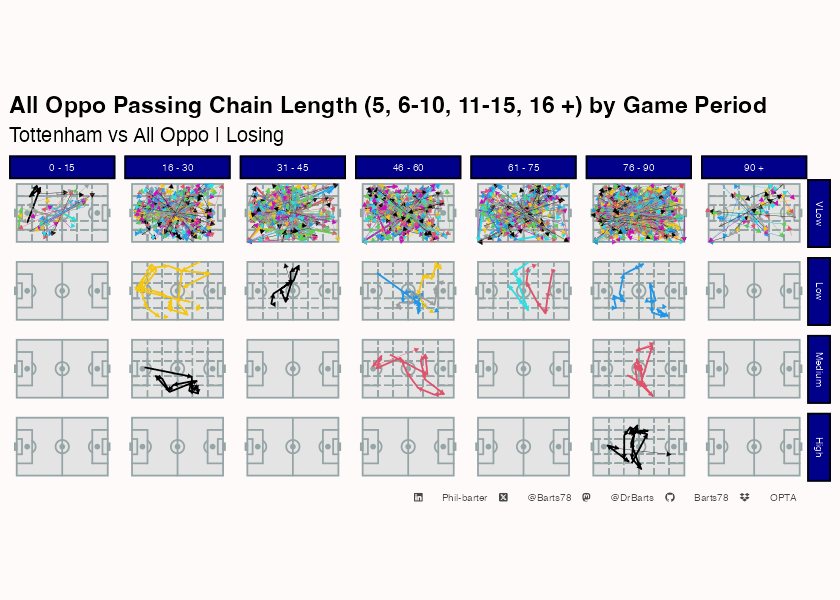 All Oppo Passing Chain Length (5, 6-10, 11-15, 16 +) by Game Period
Tottenham vs All Oppo | Losing
0 - 15 16 - 30 31 - 45 46 - 60 61 - 75 76 - 90 90 +
VLow
Low
Medium
High
Phil-barter @Barts78 @DrBarts Barts78 OPTA